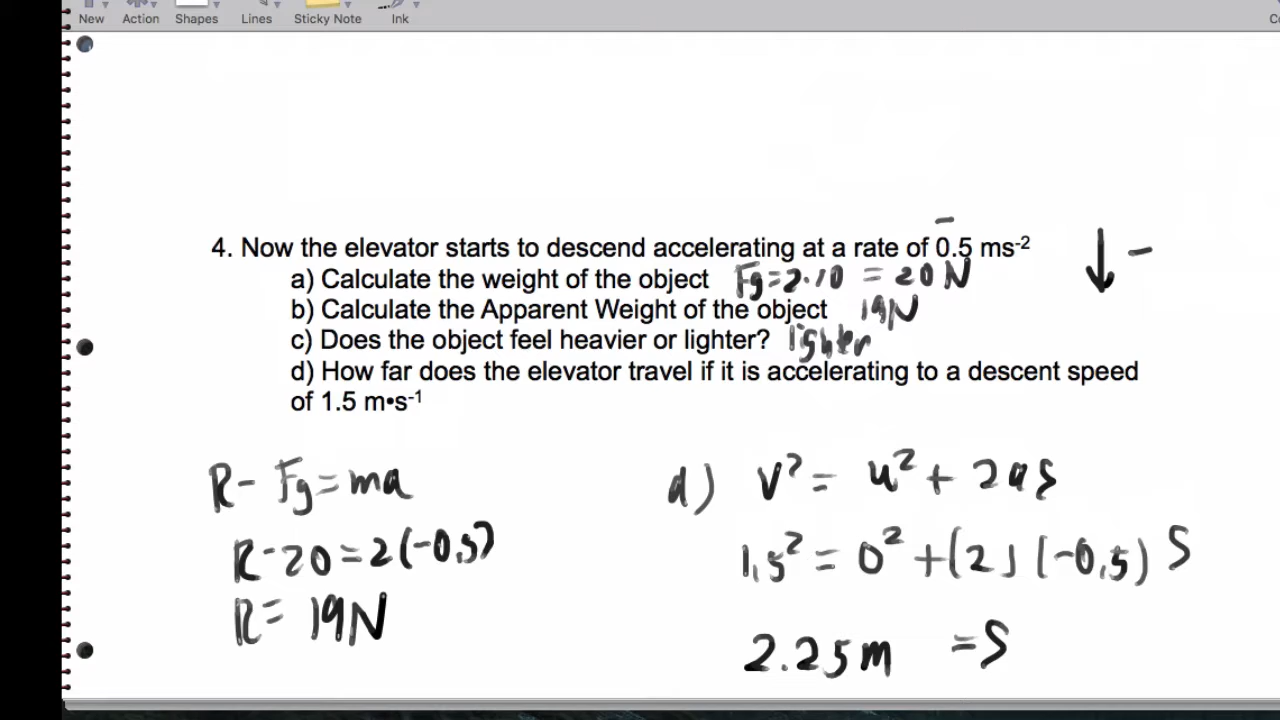 New Action Shapes Lines Sticky Note Ink
4. Now the elevator starts to descend accelerating at a rate of 0.5 ms-2
a) Calculate the weight of the object Fg=2·10 = 20N
b) Calculate the Apparent Weight of the object 19N
c) Does the object feel heavier or lighter? lighter
d) How far does the elevator travel if it is accelerating to a descent speed
of 1.5 m•s-1
R- Fg=ma
R-20=2(-0.5)
R= 19N
d) v²= u²+ 2as
1.5²= 0² +(2)(-0.5) S
2.25m =S